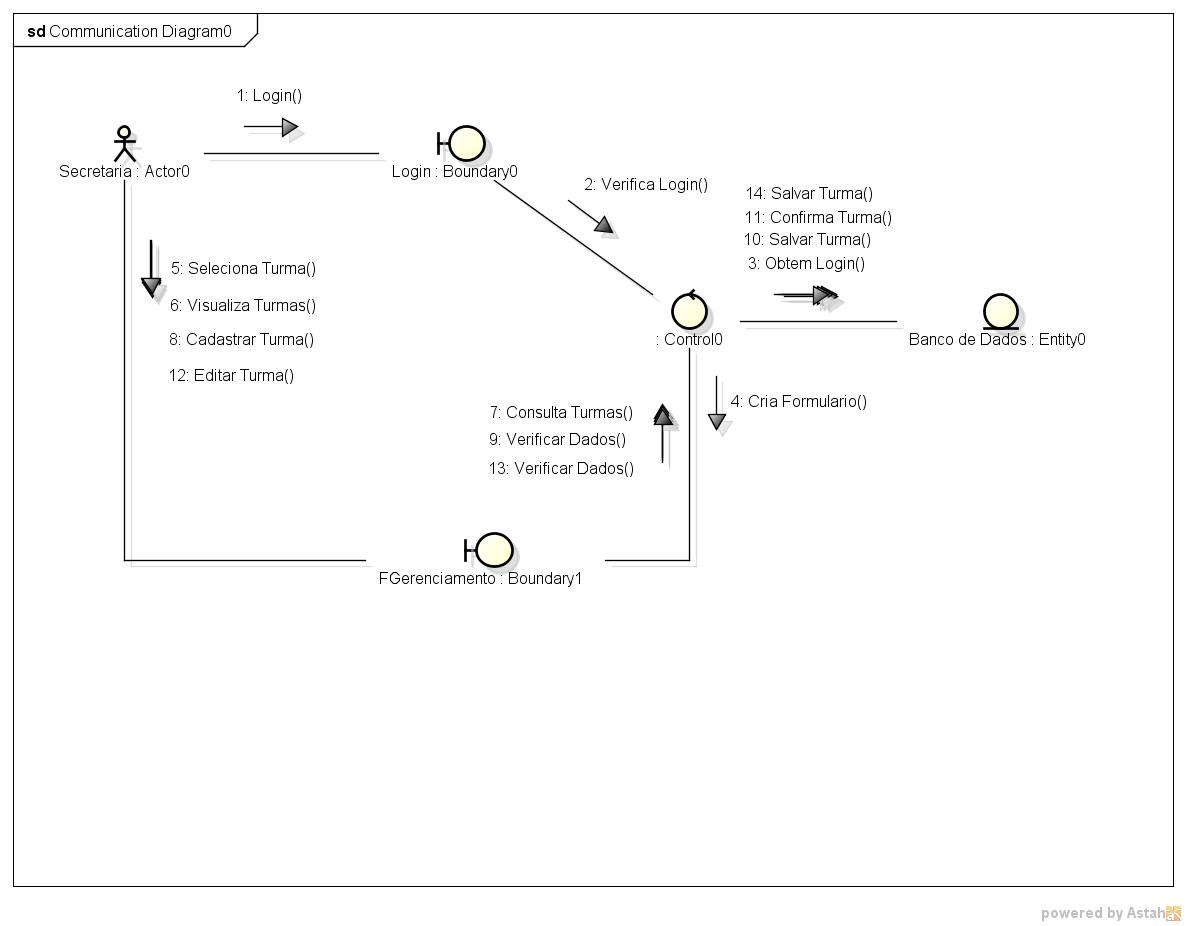 sd Communication Diagram0
1: Login()
Secretaria : Actor0
Login : Boundary0
2: Verifica Login()
14: Salvar Turma()
11: Confirma Turma()
10: Salvar Turma()
3: Obtem Login()
5: Seleciona Turma()
6: Visualiza Turmas()
8: Cadastrar Turma()
12: Editar Turma()
: Control0
Banco de Dados : Entity0
4: Cria Formulario()
7: Consulta Turmas()
9: Verificar Dados()
13: Verificar Dados()
FGerenciamento : Boundary1
powered by Astah